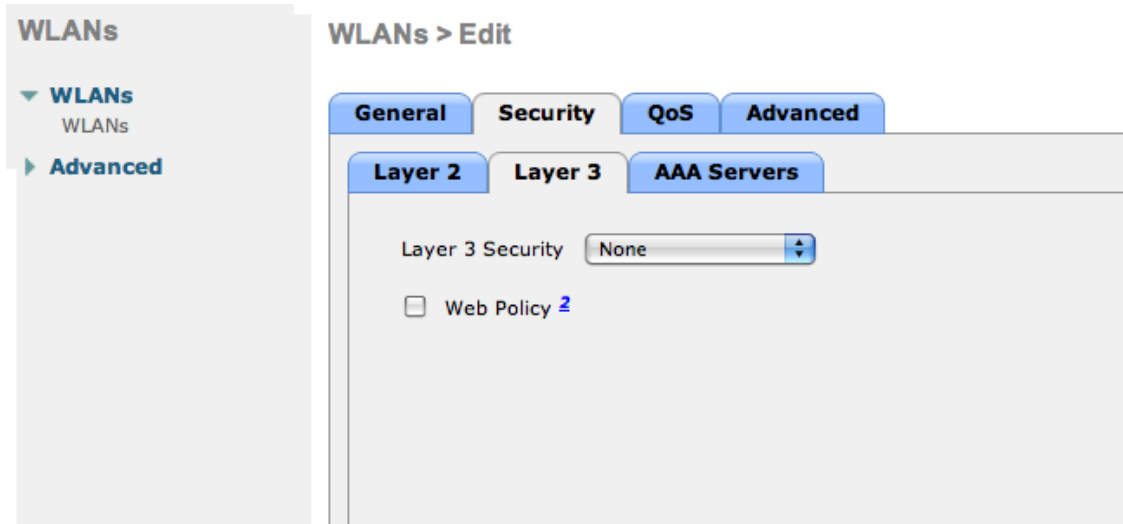 WLANs
WLANs
WLANs
Advanced
WLANs > Edit
General Security QoS Advanced
Layer 2 Layer 3 AAA Servers
Layer 3 Security None
Web Policy 2